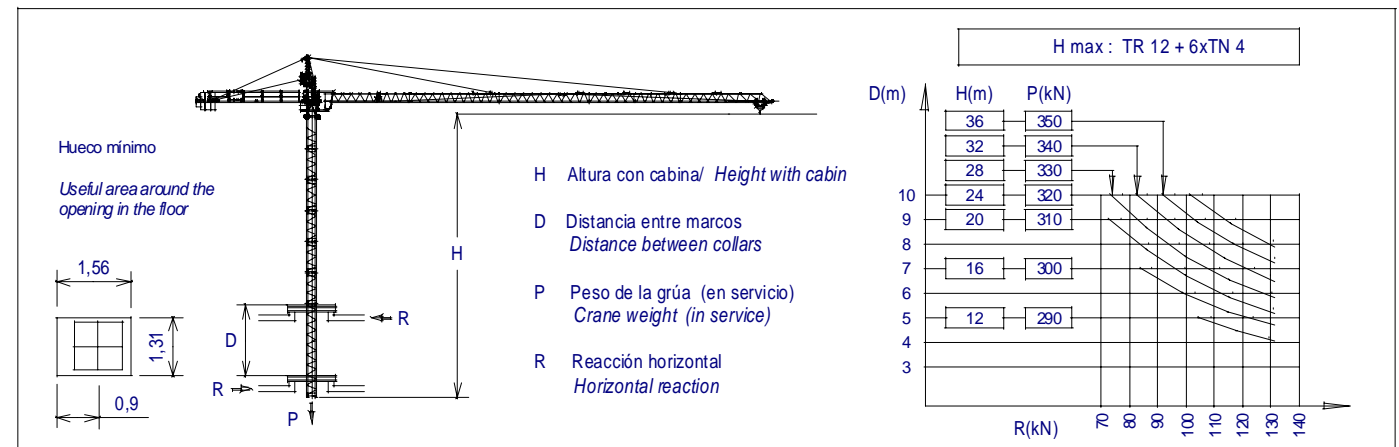 H max : TR 12 + 6xTN 4
Hueco mínimo
Useful area around the
opening in the floor
1,56
1,31
0,9
H
D
R
R
P
H Altura con cabina/ Height with cabin
D Distancia entre marcos
Distance between collars
P Peso de la grúa (en servicio)
Crane weight (in service)
R Reacción horizontal
Horizontal reaction
D(m) H(m) P(kN)
36 350
32 340
28 330
10 24 320
9 20 310
8
7 16 300
6
5 12 290
4
3
R(kN) 70 80 90 100 110 120 130 140